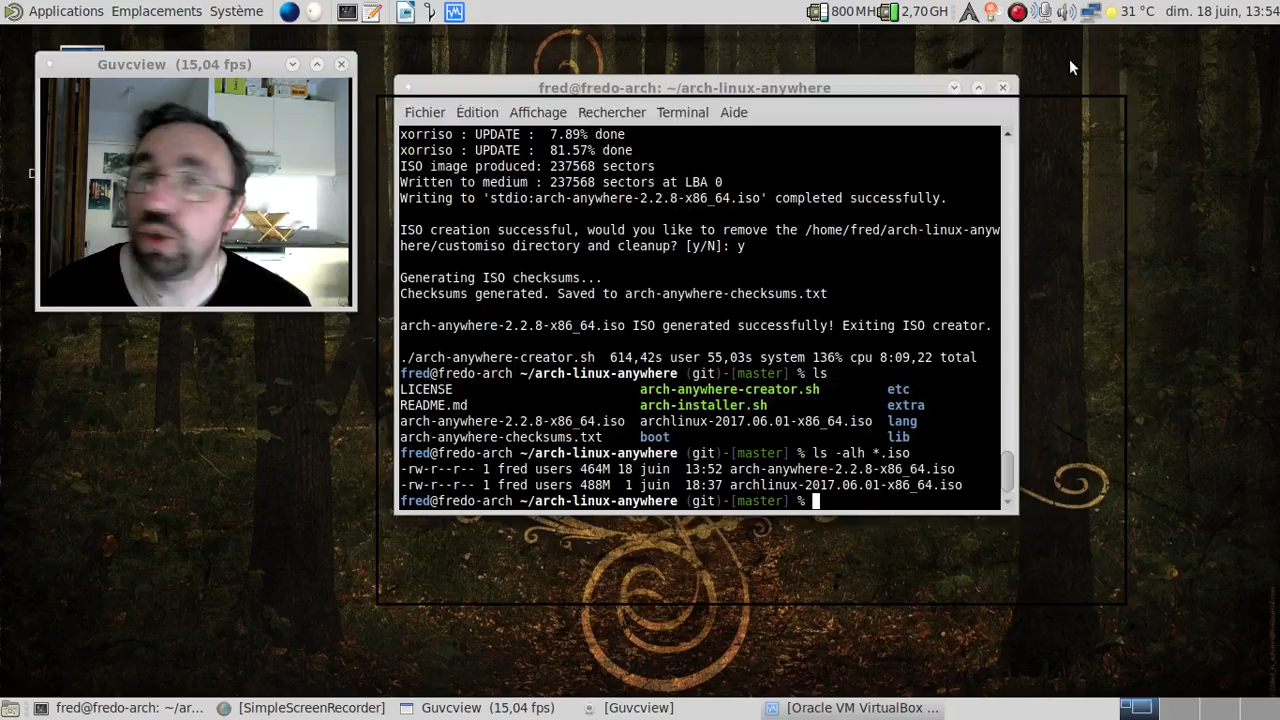 Applications Emplacements Système
800 MH 2,70 GH 31 °C dim. 18 juin, 13:54
Guvcview (15,04 fps)
fred@fredo-arch: ~/arch-linux-anywhere
Fichier Édition Affichage Rechercher Terminal Aide
xorriso : UPDATE :  7.89% done
xorriso : UPDATE :  81.57% done
ISO image produced: 237568 sectors
Written to medium : 237568 sectors at LBA 0
Writing to 'stdio:arch-anywhere-2.2.8-x86_64.iso' completed successfully.
ISO creation successful, would you like to remove the /home/fred/arch-linux-anyw
here/customiso directory and cleanup? [y/N]: y
Generating ISO checksums...
Checksums generated. Saved to arch-anywhere-checksums.txt
arch-anywhere-2.2.8-x86_64.iso ISO generated successfully! Exiting ISO creator.
./arch-anywhere-creator.sh  614,42s user 55,03s system 136% cpu 8:09,22 total
fred@fredo-arch ~/arch-linux-anywhere (git)-[master] % ls
LICENSE arch-anywhere-creator.sh etc
README.md arch-installer.sh extra
arch-anywhere-2.2.8-x86_64.iso archlinux-2017.06.01-x86_64.iso lang
arch-anywhere-checksums.txt boot lib
fred@fredo-arch ~/arch-linux-anywhere (git)-[master] % ls -alh *.iso
-rw-r--r-- 1 fred users 464M 18 juin  13:52 arch-anywhere-2.2.8-x86_64.iso
-rw-r--r-- 1 fred users 488M  1 juin  18:37 archlinux-2017.06.01-x86_64.iso
fred@fredo-arch ~/arch-linux-anywhere (git)-[master] %
fred@fredo-arch: ~/ar... [SimpleScreenRecorder] Guvcview (15,04 fps) [Guvcview] [Oracle VM VirtualBox ...